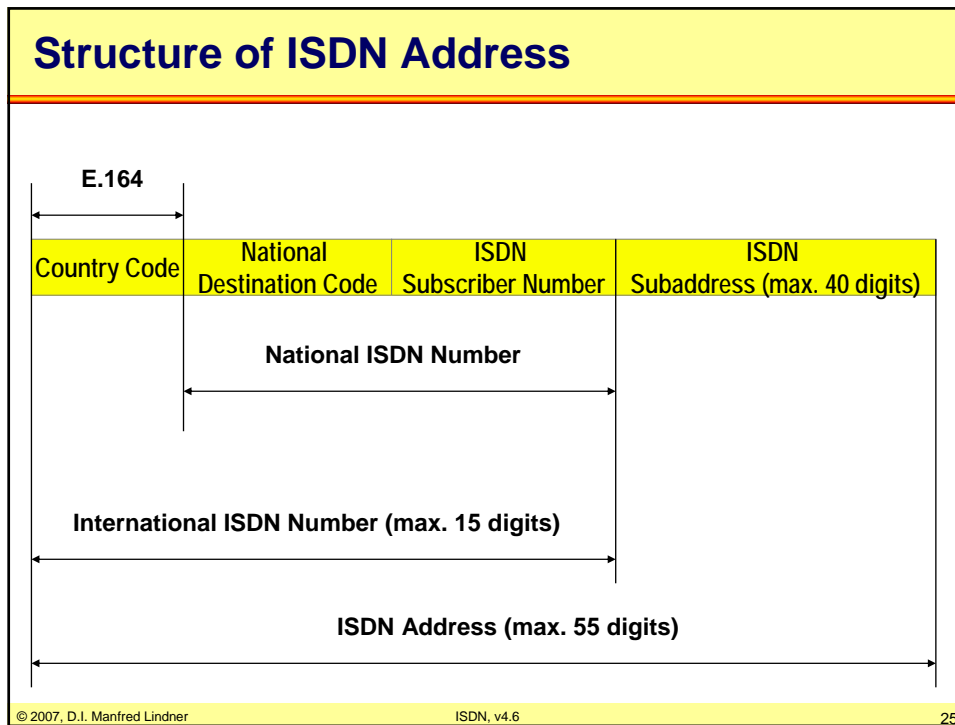 Structure of ISDN Address
E.164
Country Code
National
Destination Code
ISDN
Subscriber Number
ISDN
Subaddress (max. 40 digits)
National ISDN Number
International ISDN Number (max. 15 digits)
ISDN Address (max. 55 digits)
© 2007, D.I. Manfred Lindner
ISDN, v4.6
25